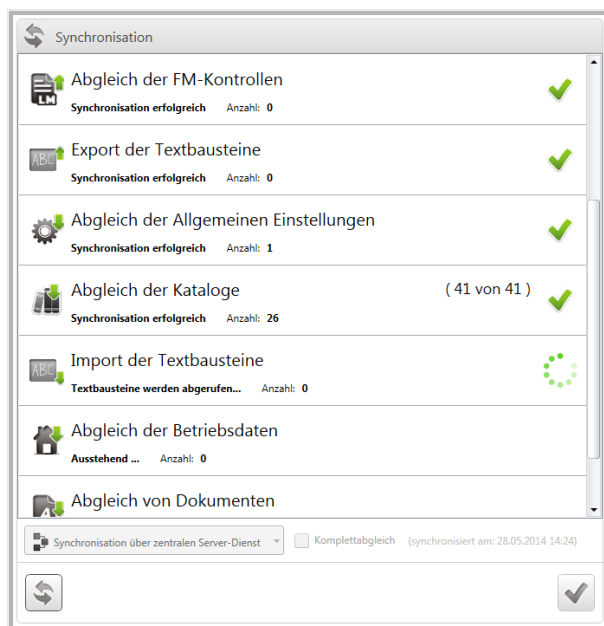 Synchronisation
Abgleich der FM-Kontrollen
Synchronisation erfolgreich Anzahl: 0
LM
Export der Textbausteine
ABC
Synchronisation erfolgreich Anzahl: 0
Abgleich der Allgemeinen Einstellungen
Synchronisation erfolgreich Anzahl: 1
Abgleich der Kataloge ( 41 von 41 )
Synchronisation erfolgreich Anzahl: 26
Import der Textbausteine
ABC
Textbausteine werden abgerufen... Anzahl: 0
Abgleich der Betriebsdaten
Ausstehend ... Anzahl: 0
Abgleich von Dokumenten
Synchronisation über zentralen Server-Dienst Komplettabgleich (synchronisiert am: 28.05.2014 14:24)